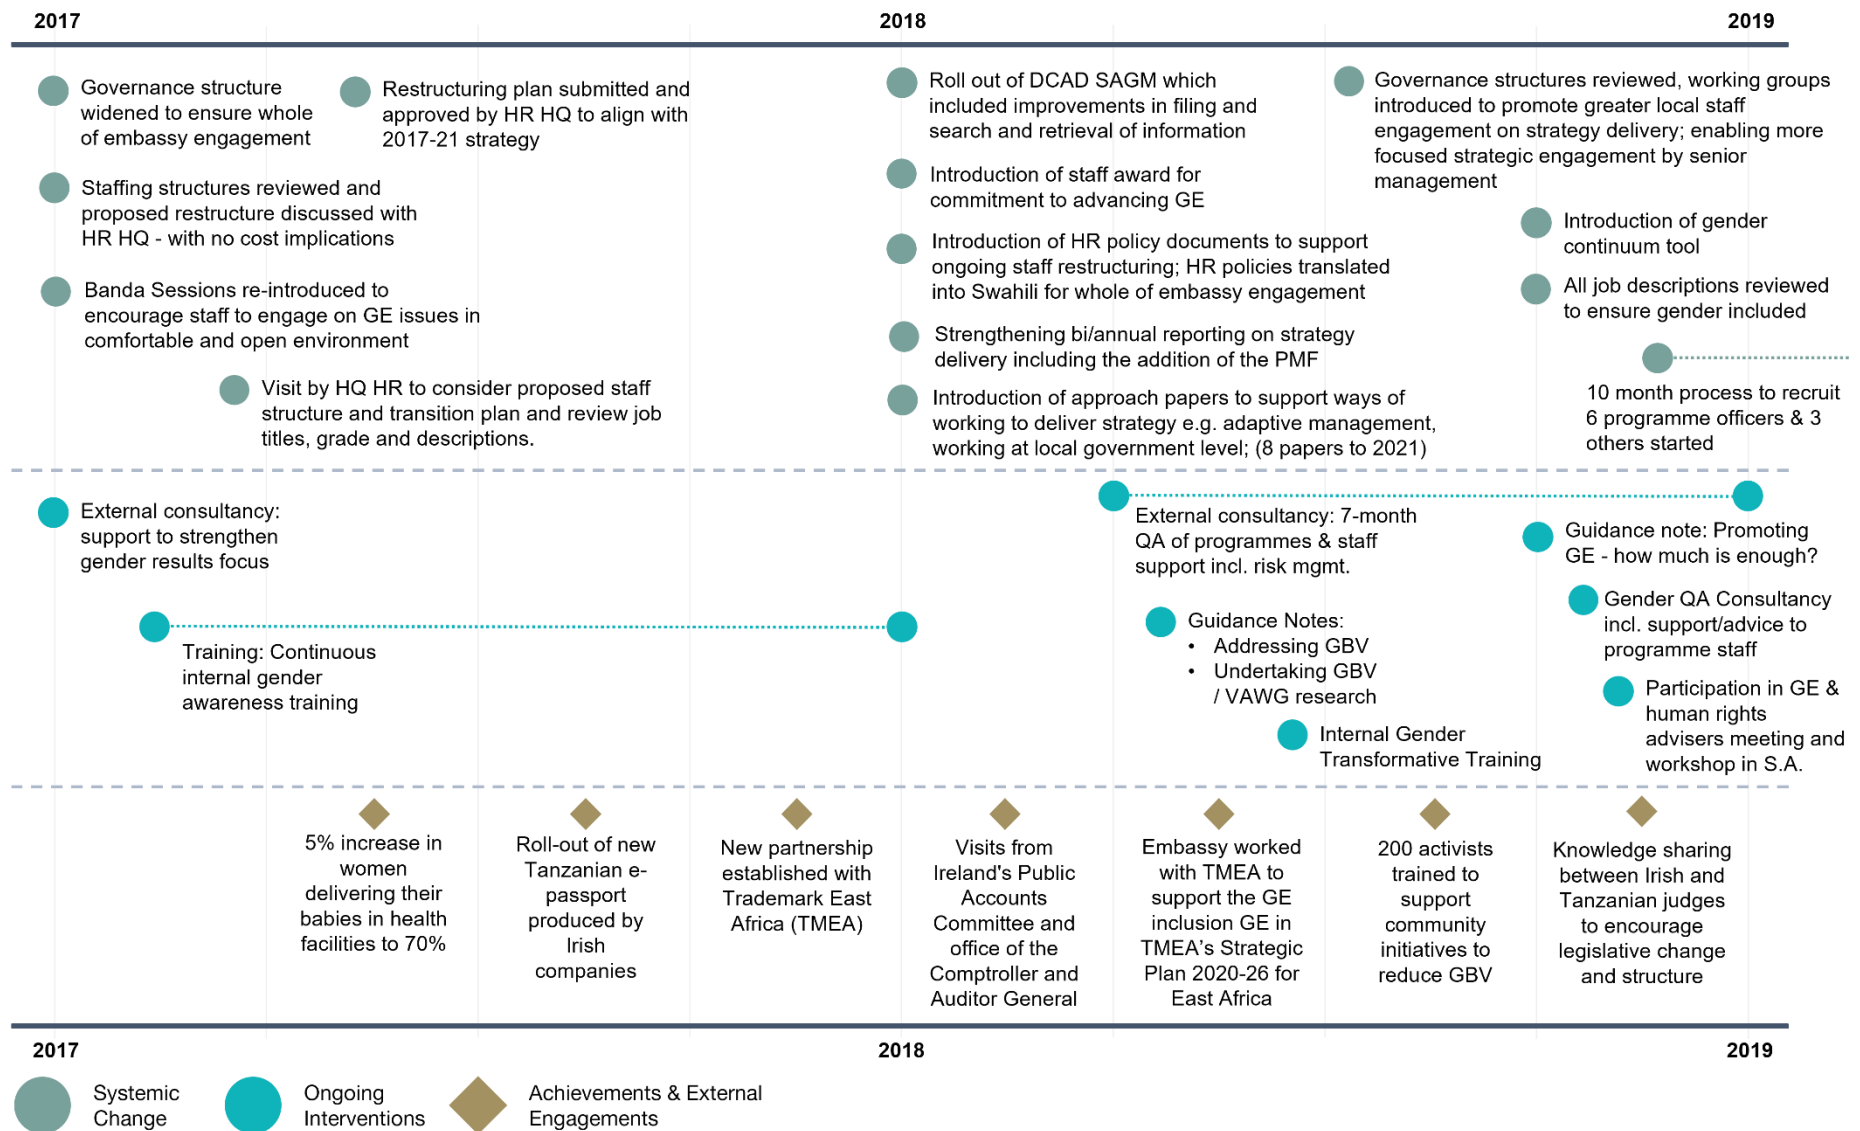 2017
2018
2019
Governance structure
widened to ensure whole
of embassy engagement
Restructuring plan submitted and
approved by HR HQ to align with
2017-21 strategy
Staffing structures reviewed and
proposed restructure discussed with
HR HQ - with no cost implications
Banda Sessions re-introduced to
encourage staff to engage on GE issues in
comfortable and open environment
Visit by HQ HR to consider proposed staff
structure and transition plan and review job
titles, grade and descriptions.
Roll out of DCAD SAGM which
included improvements in filing and
search and retrieval of information
Introduction of staff award for
commitment to advancing GE
Introduction of HR policy documents to support
ongoing staff restructuring; HR policies translated
into Swahili for whole of embassy engagement
Strengthening bi/annual reporting on strategy
delivery including the addition of the PMF
Introduction of approach papers to support ways of
working to deliver strategy e.g. adaptive management,
working at local government level; (8 papers to 2021)
Governance structures reviewed, working groups
introduced to promote greater local staff
engagement on strategy delivery; enabling more
focused strategic engagement by senior
management
Introduction of gender
continuum tool
All job descriptions reviewed
to ensure gender included
10 month process to recruit
6 programme officers & 3
others started
External consultancy:
support to strengthen
gender results focus
Training: Continuous
internal gender
awareness training
External consultancy: 7-month
QA of programmes & staff
support incl. risk mgmt.
Guidance Notes:
• Addressing GBV
• Undertaking GBV
/ VAWG research
Internal Gender
Transformative Training
Guidance note: Promoting
GE - how much is enough?
Gender QA Consultancy
incl. support/advice to
programme staff
Participation in GE &
human rights
advisers meeting and
workshop in S.A.
5% increase in
women
delivering their
babies in health
facilities to 70%
Roll-out of new
Tanzanian e-
passport
produced by
Irish
companies
New partnership
established with
Trademark East
Africa (TMEA)
Visits from
Ireland's Public
Accounts
Committee and
office of the
Comptroller and
Auditor General
Embassy worked
with TMEA to
support the GE
inclusion GE in
TMEA's Strategic
Plan 2020-26 for
East Africa
200 activists
trained to
support
community
initiatives to
reduce GBV
Knowledge sharing
between Irish and
Tanzanian judges
to encourage
legislative change
and structure
2017
2018
2019
Systemic
Change
Ongoing
Interventions
Achievements & External
Engagements